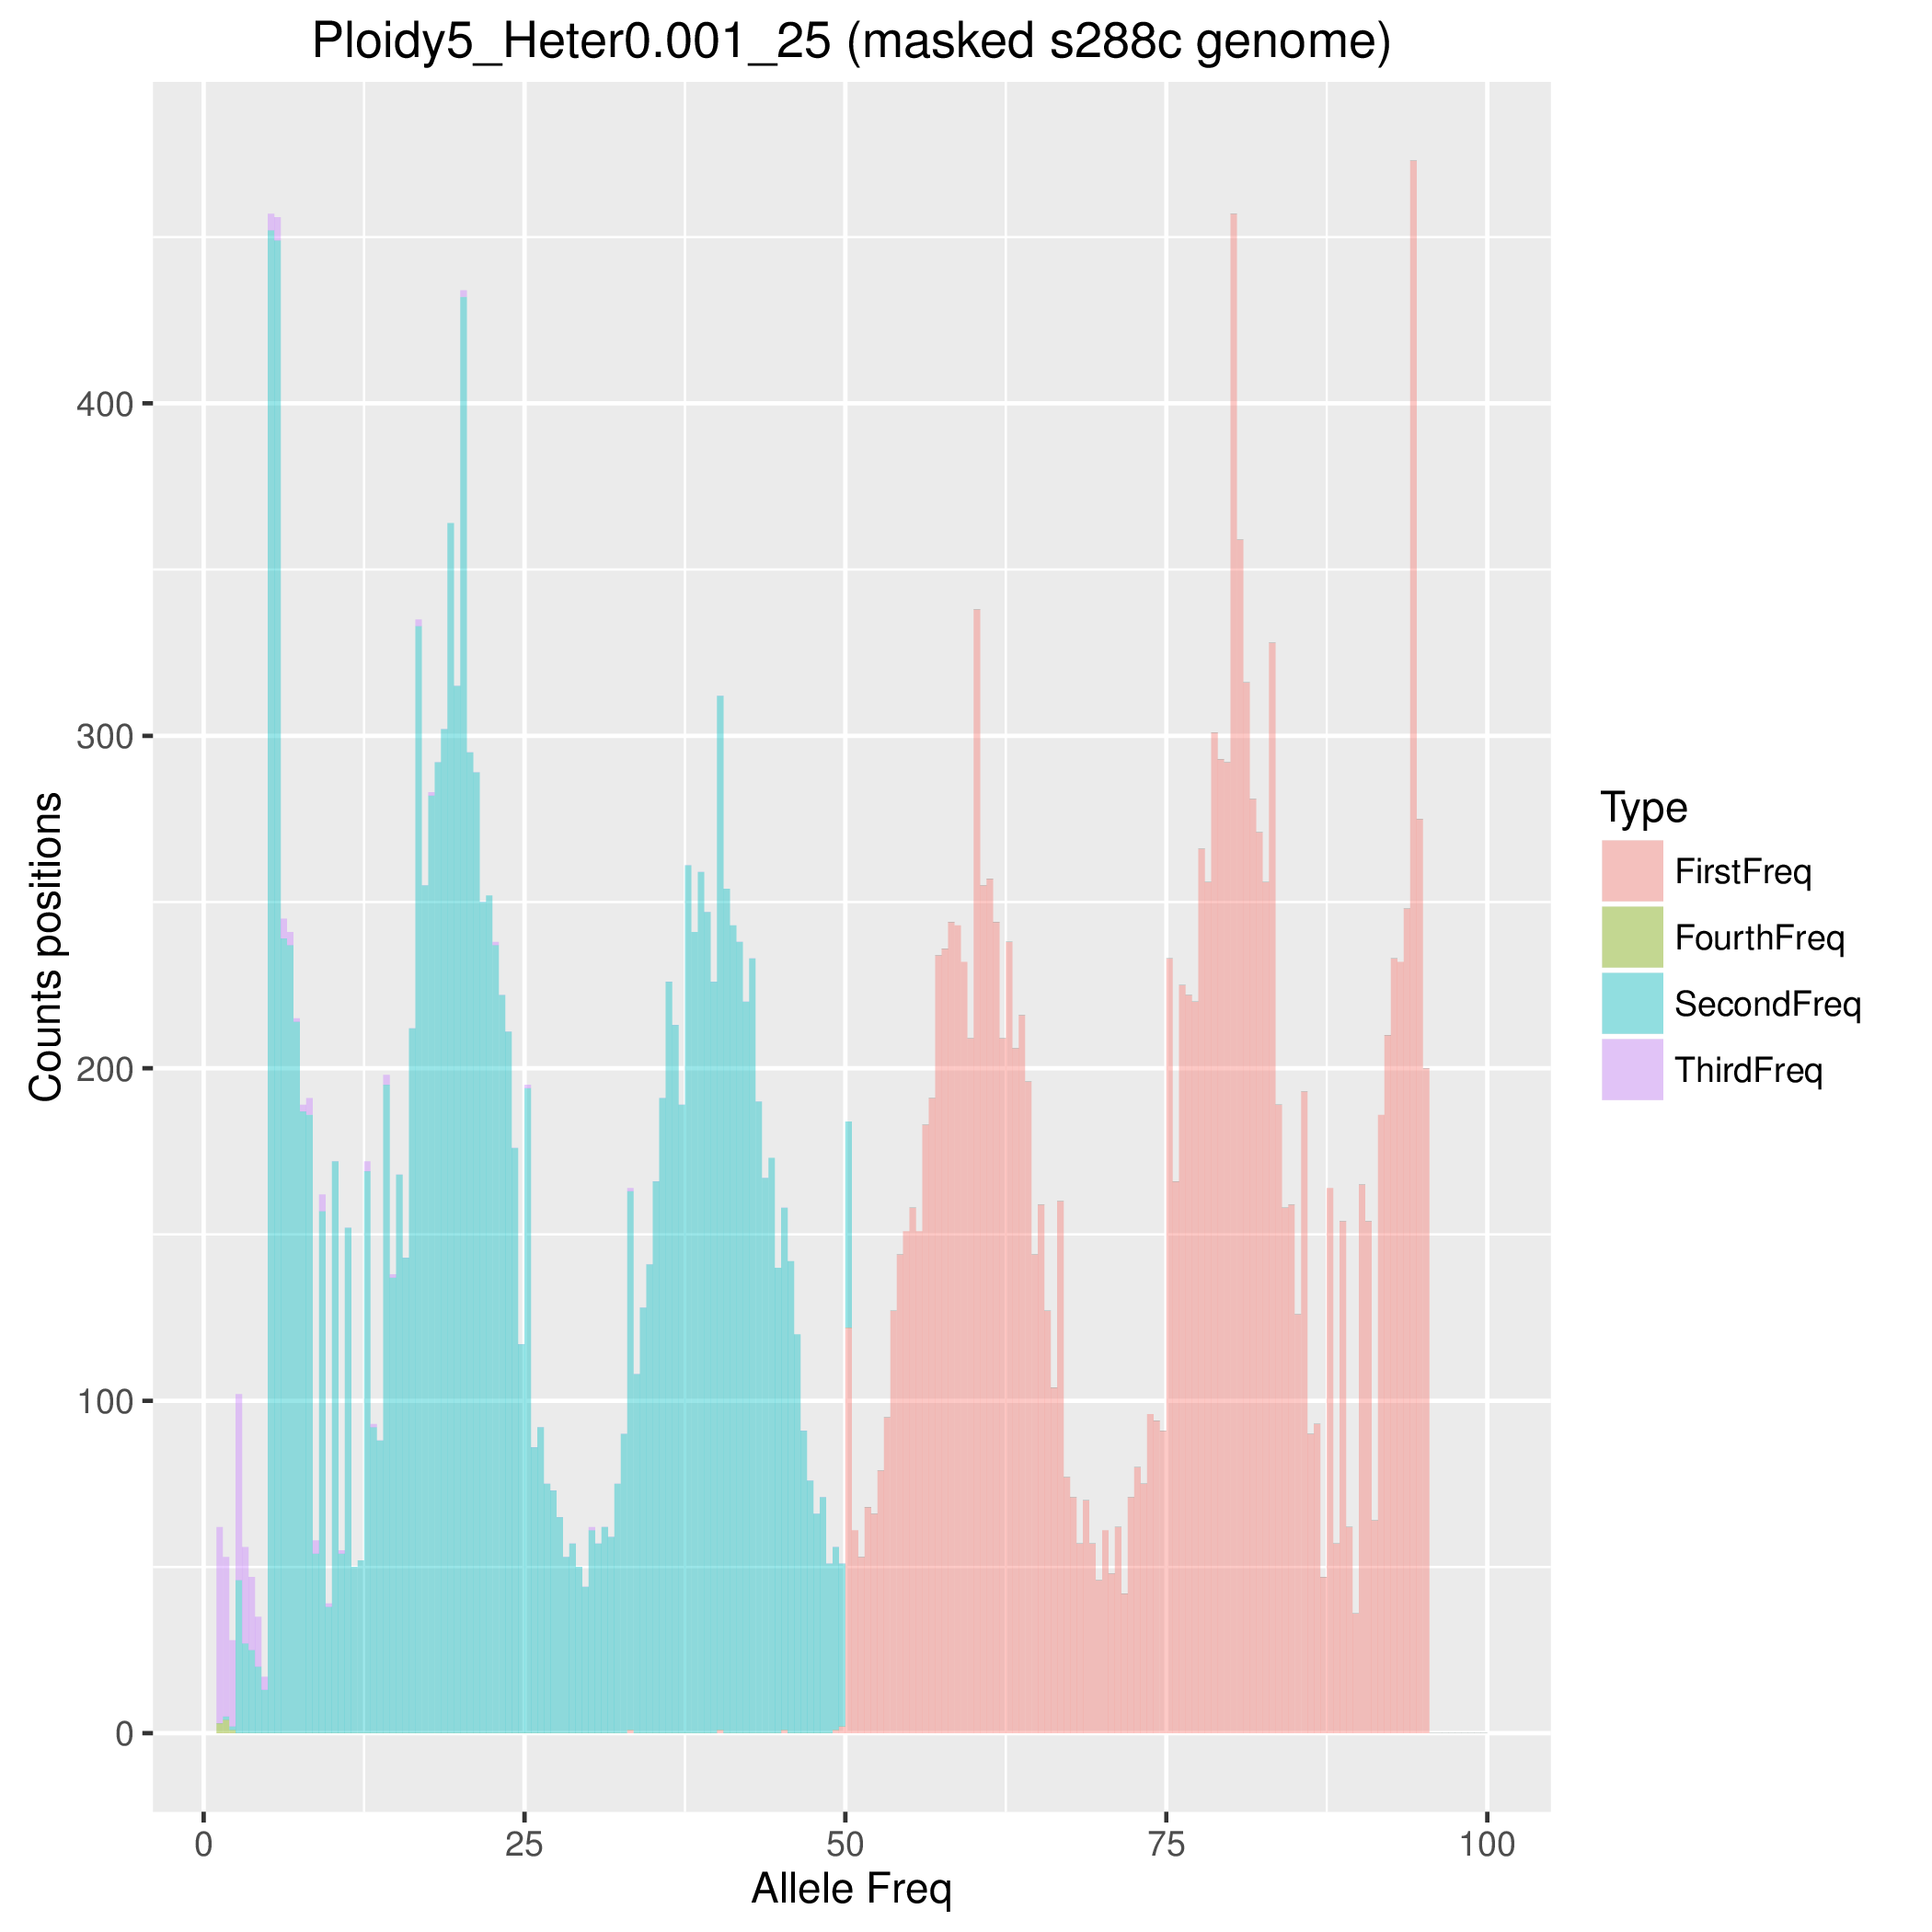 Ploidy5_Heter0.001_25 (masked s288c genome)
Counts positions
400
300
200
100
0
0 25 50 75 100
Allele Freq
Type
FirstFreq
FourthFreq
SecondFreq
ThirdFreq